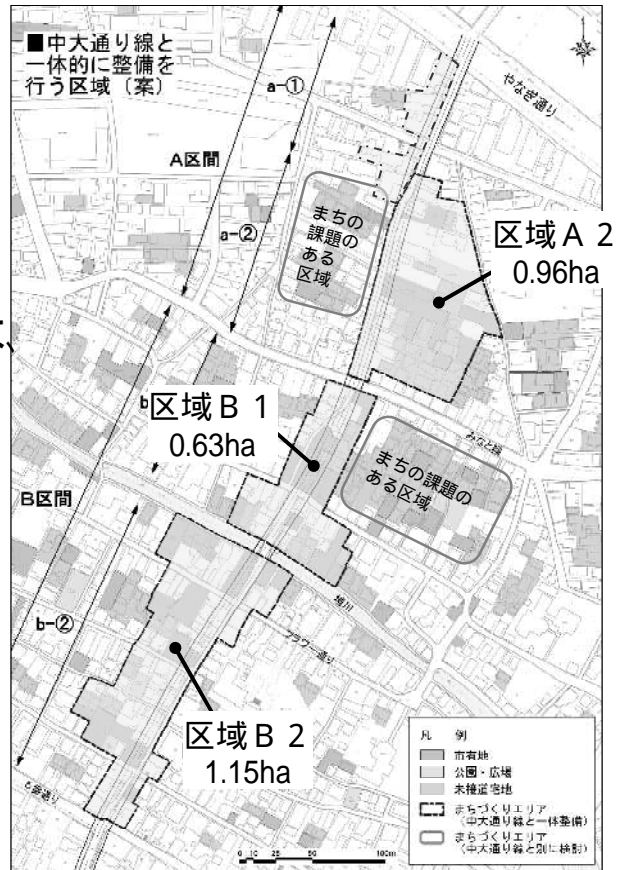 ■中大通り線と
一体的に整備を
行う区域〔案〕
a-①
やなぎ通り
A区間
a-②
まちの
課題の
ある
区域
区域A2
0.96ha
b
区域B1
0.63ha
みなと線
まちの課題の
ある区域
B区間
b-②
フラワー通り
区域B2
1.15ha
凡 例
市有地
公園・広場
未接道宅地
まちづくりエリア
(中大通り線と一体整備)
まちづくりエリア
(中大通り線と別に検討)
0 10 25 50 100m